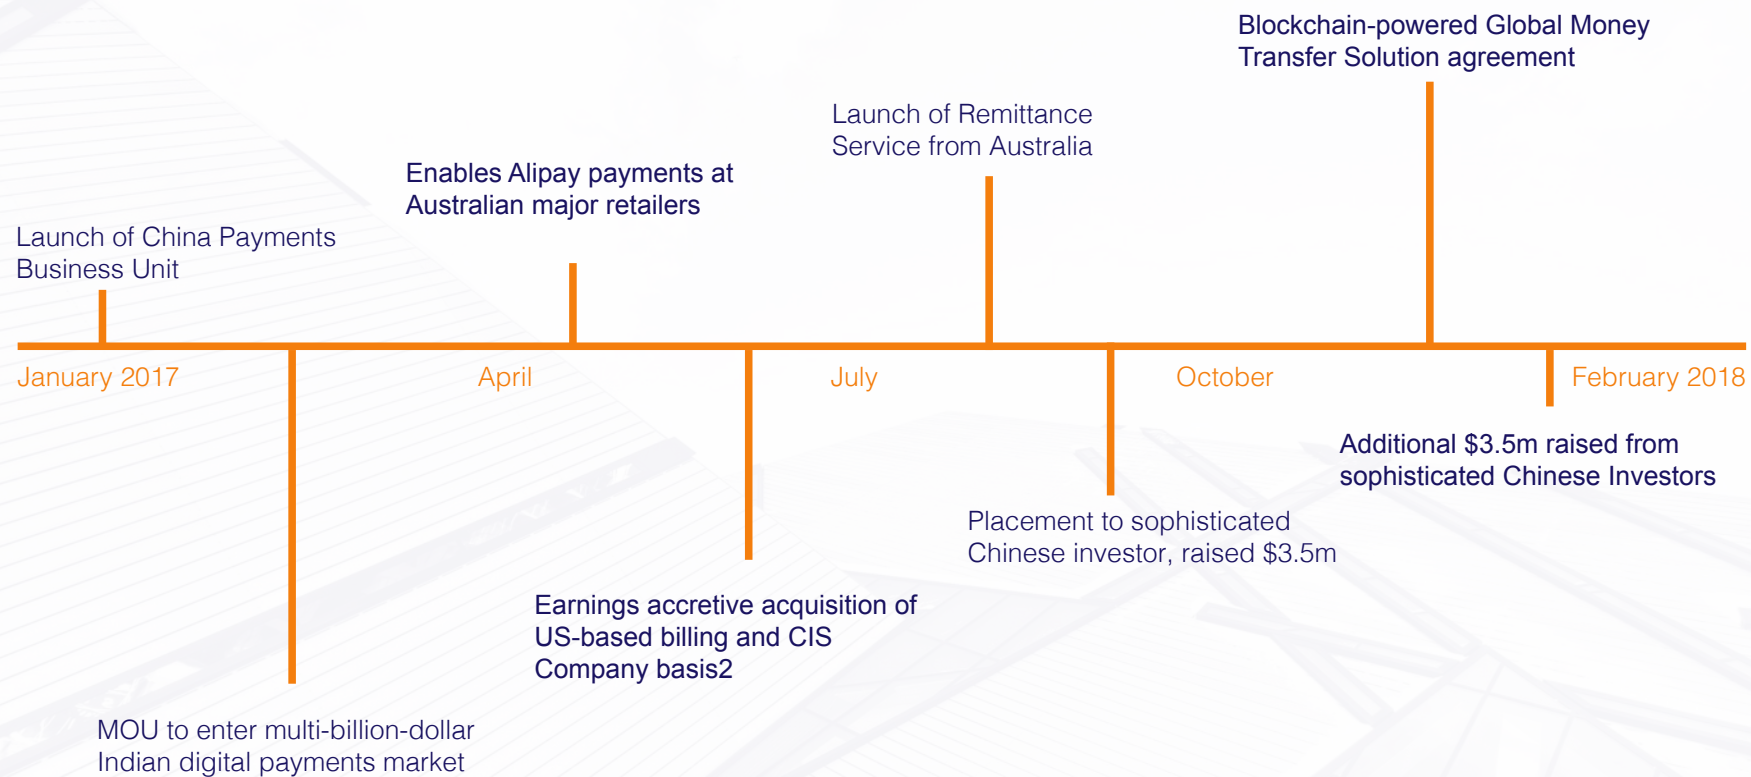 Blockchain-powered Global Money
Transfer Solution agreement
Launch of Remittance
Service from Australia
Enables Alipay payments at
Australian major retailers
Launch of China Payments
Business Unit
January 2017
April
July
October
February 2018
Additional $3.5m raised from
sophisticated Chinese Investors
Placement to sophisticated
Chinese investor, raised $3.5m
Earnings accretive acquisition of
US-based billing and CIS
Company basis2
MOU to enter multi-billion-dollar
Indian digital payments market